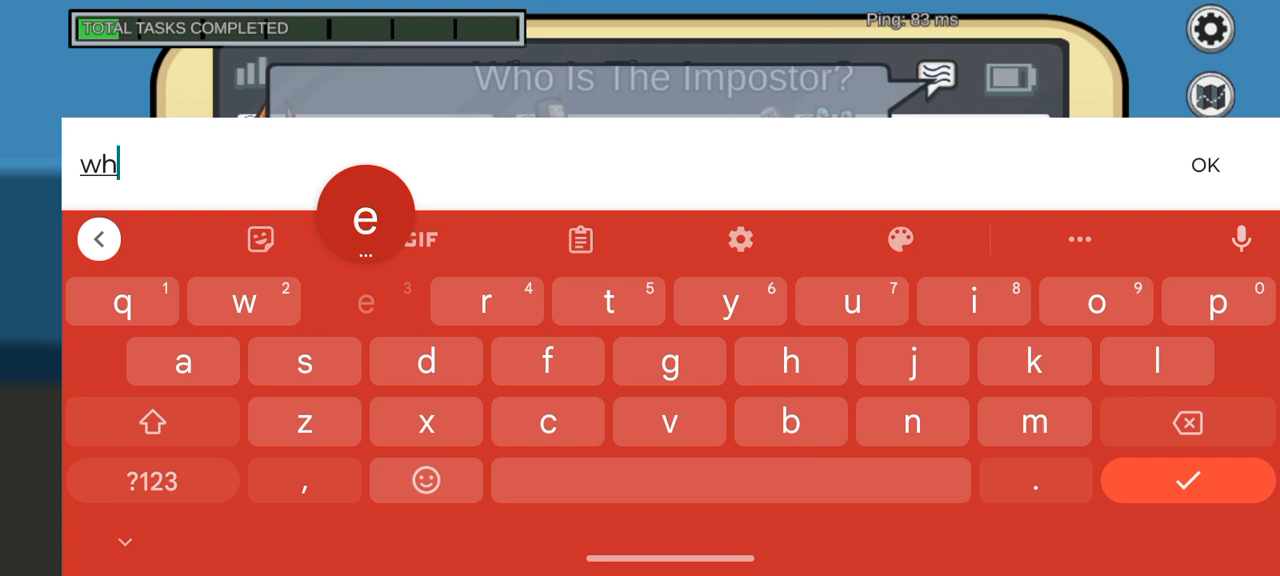 TOTAL TASKS COMPLETED
Ping: 83 ms
Who Is The Impostor?
wh
OK
e
GIF
q 1 w 2 e 3 r 4 t 5 y 6 u 7 i 8 o 9 p 0
a s d f g h j k l
z x c v b n m
?123 , .